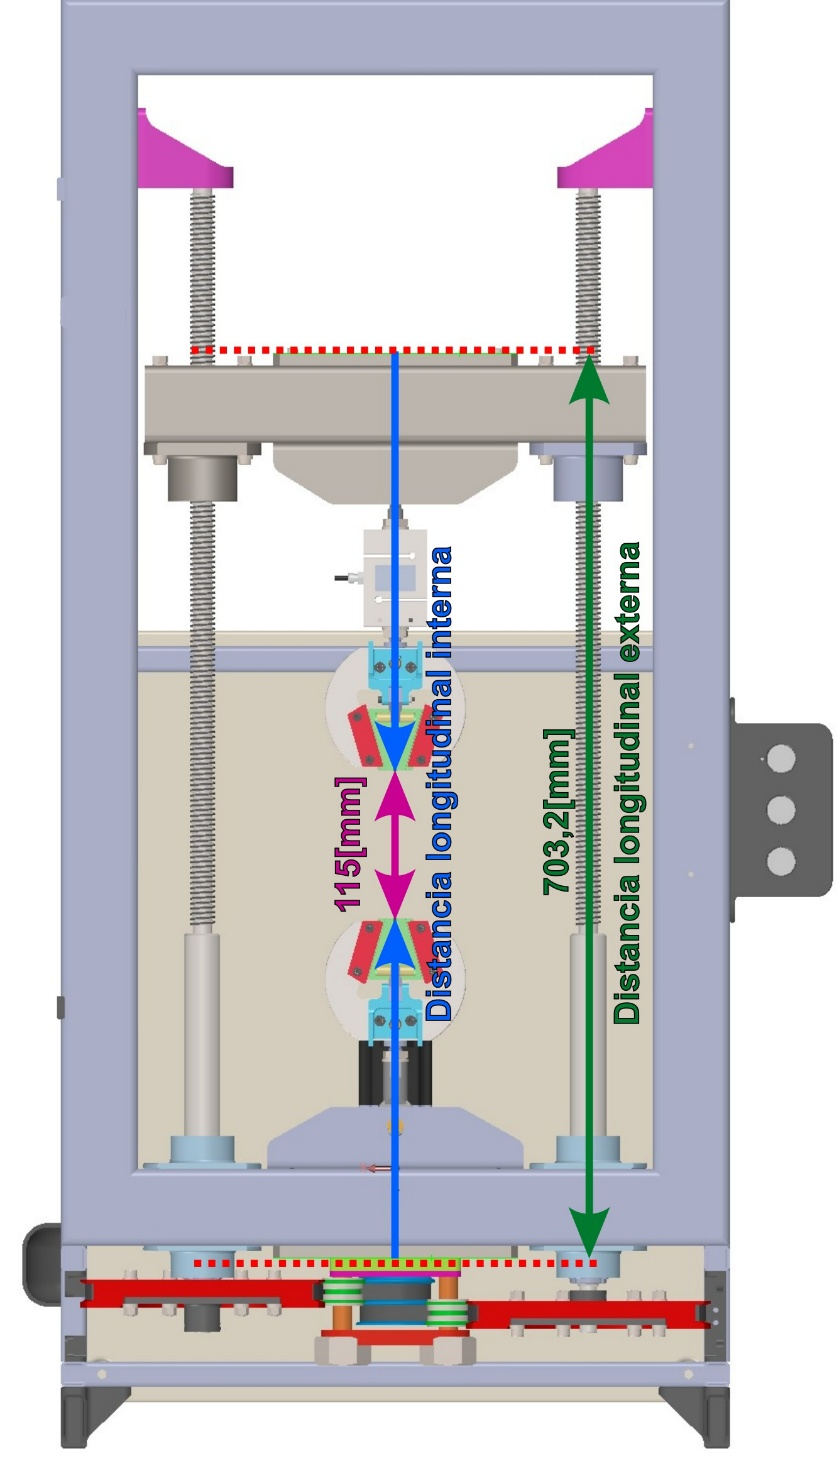 115[mm]
Distancia longitudinal interna
703,2[mm]
Distancia longitudinal externa